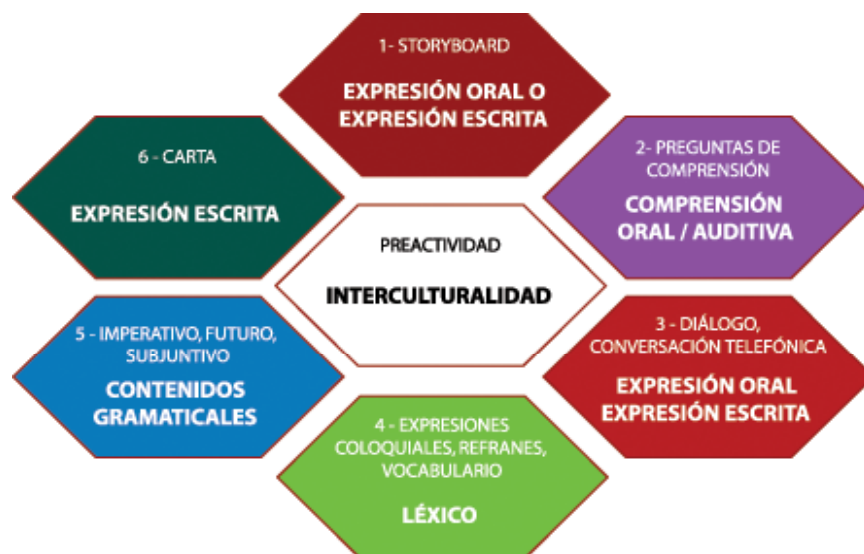 1- STORYBOARD
EXPRESIÓN ORAL O
EXPRESIÓN ESCRITA
2- PREGUNTAS DE
COMPRENSIÓN
COMPRENSIÓN
ORAL / AUDITIVA
3 - DIÁLOGO,
CONVERSACIÓN TELEFÓNICA
EXPRESIÓN ORAL
EXPRESIÓN ESCRITA
4 - EXPRESIONES
COLOQUIALES, REFRANES,
VOCABULARIO
LÉXICO
5 - IMPERATIVO, FUTURO,
SUBJUNTIVO
CONTENIDOS
GRAMATICALES
6 - CARTA
EXPRESIÓN ESCRITA
PREACTIVIDAD
INTERCULTURALIDAD